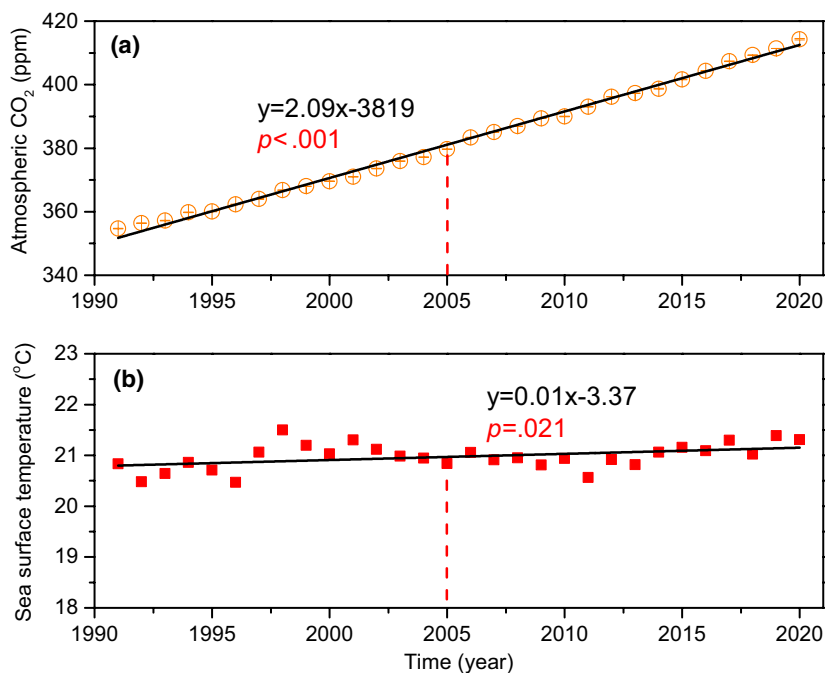 (a)
y=2.09x-3819
p<.001
Atmospheric CO₂ (ppm)
420
400
380
360
340
1990 1995 2000 2005 2010 2015 2020
(b)
y=0.01x-3.37
p=.021
Sea surface temperature (°C)
23
22
21
20
19
18
1990 1995 2000 2005 2010 2015 2020
Time (year)